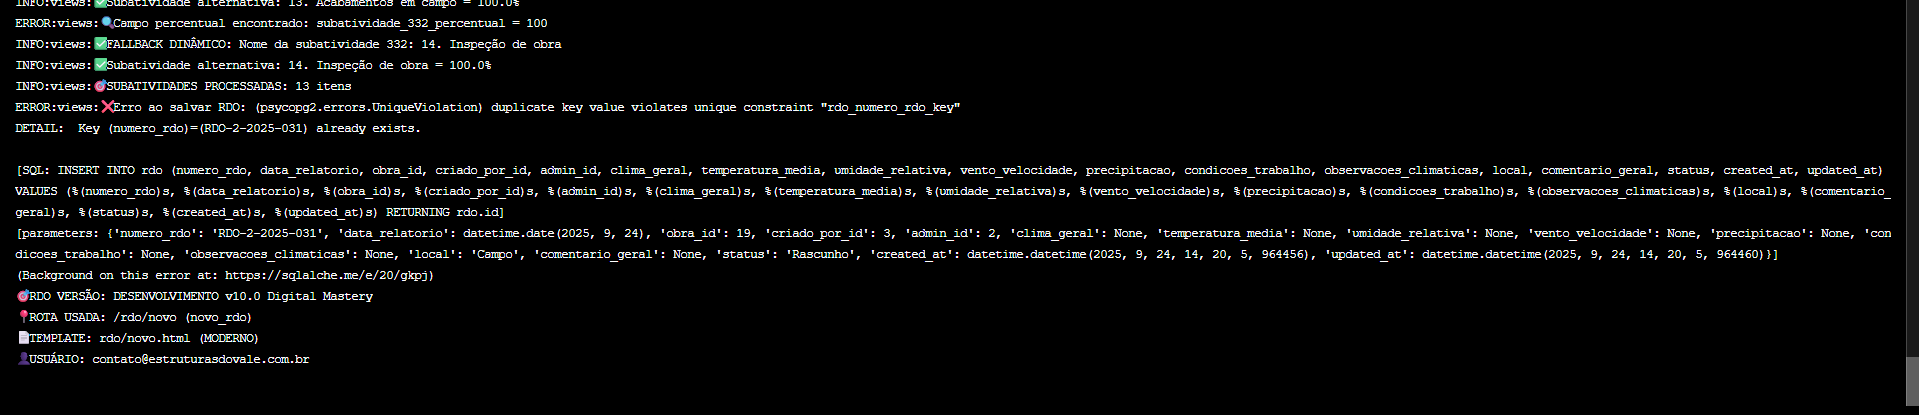 INFO:views:✅Subatividade alternativa: 13. Acabamentos em campo = 100.0%
ERROR:views:🔍Campo percentual encontrado: subatividade_332_percentual = 100
INFO:views:✅FALLBACK DINÂMICO: Nome da subatividade 332: 14. Inspeção de obra
INFO:views:✅Subatividade alternativa: 14. Inspeção de obra = 100.0%
INFO:views:🎯SUBATIVIDADES PROCESSADAS: 13 itens
ERROR:views:❌Erro ao salvar RDO: (psycopg2.errors.UniqueViolation) duplicate key value violates unique constraint "rdo_numero_rdo_key"
DETAIL:  Key (numero_rdo)=(RDO-2-2025-031) already exists.
[SQL: INSERT INTO rdo (numero_rdo, data_relatorio, obra_id, criado_por_id, admin_id, clima_geral, temperatura_media, umidade_relativa, vento_velocidade, precipitacao, condicoes_trabalho, observacoes_climaticas, local, comentario_geral, status, created_at, updated_at)
VALUES (%(numero_rdo)s, %(data_relatorio)s, %(obra_id)s, %(criado_por_id)s, %(admin_id)s, %(clima_geral)s, %(temperatura_media)s, %(umidade_relativa)s, %(vento_velocidade)s, %(precipitacao)s, %(condicoes_trabalho)s, %(observacoes_climaticas)s, %(local)s, %(comentario_
geral)s, %(status)s, %(created_at)s, %(updated_at)s) RETURNING rdo.id]
[parameters: {'numero_rdo': 'RDO-2-2025-031', 'data_relatorio': datetime.date(2025, 9, 24), 'obra_id': 19, 'criado_por_id': 3, 'admin_id': 2, 'clima_geral': None, 'temperatura_media': None, 'umidade_relativa': None, 'vento_velocidade': None, 'precipitacao': None, 'con
dicoes_trabalho': None, 'observacoes_climaticas': None, 'local': 'Campo', 'comentario_geral': None, 'status': 'Rascunho', 'created_at': datetime.datetime(2025, 9, 24, 14, 20, 5, 964456), 'updated_at': datetime.datetime(2025, 9, 24, 14, 20, 5, 964460)}]
(Background on this error at: https://sqlalche.me/e/20/gkpj)
🎯RDO VERSÃO: DESENVOLVIMENTO v10.0 Digital Mastery
📍ROTA USADA: /rdo/novo (novo_rdo)
📄TEMPLATE: rdo/novo.html (MODERNO)
👤USUÁRIO: contato@estruturasdovale.com.br